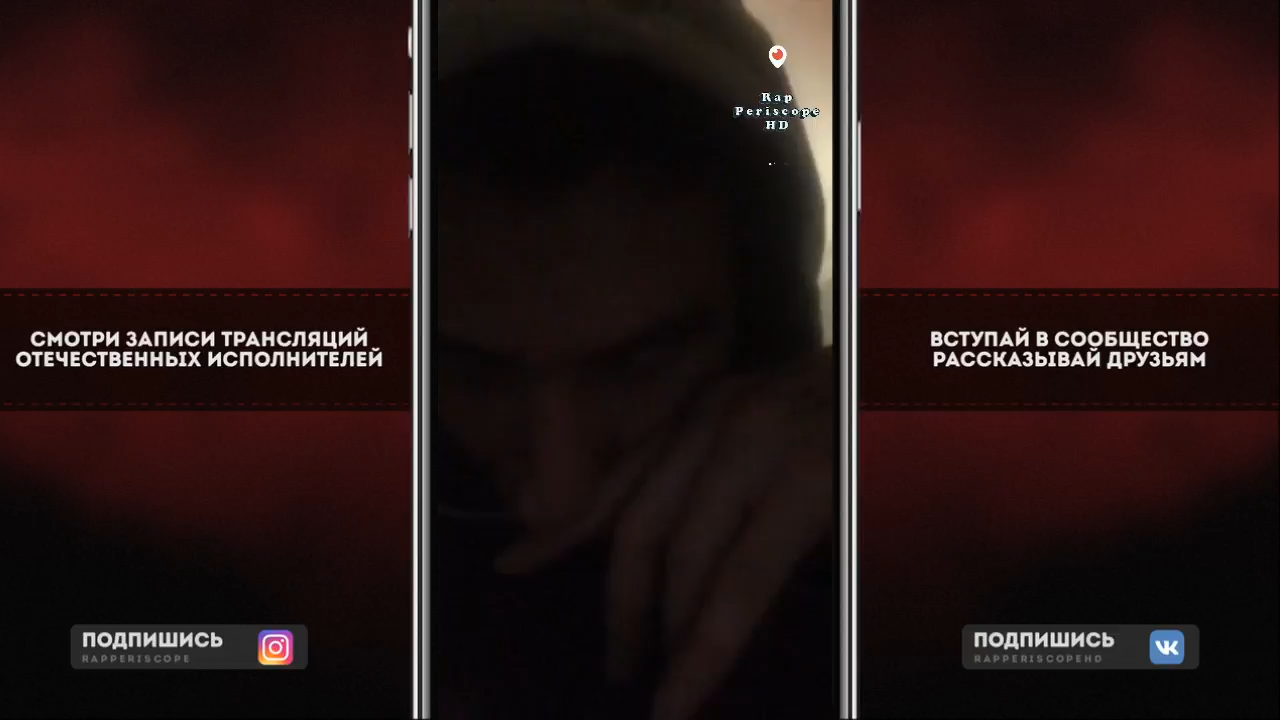 Rap
Periscope
HD
СМОТРИ ЗАПИСИ ТРАНСЛЯЦИЙ
ОТЕЧЕСТВЕННЫХ ИСПОЛНИТЕЛЕЙ
ВСТУПАЙ В СООБЩЕСТВО
РАССКАЗЫВАЙ ДРУЗЬЯМ
ПОДПИШИСЬ
RAPPERISCOPE
ПОДПИШИСЬ
RAPPERISCOPEHD